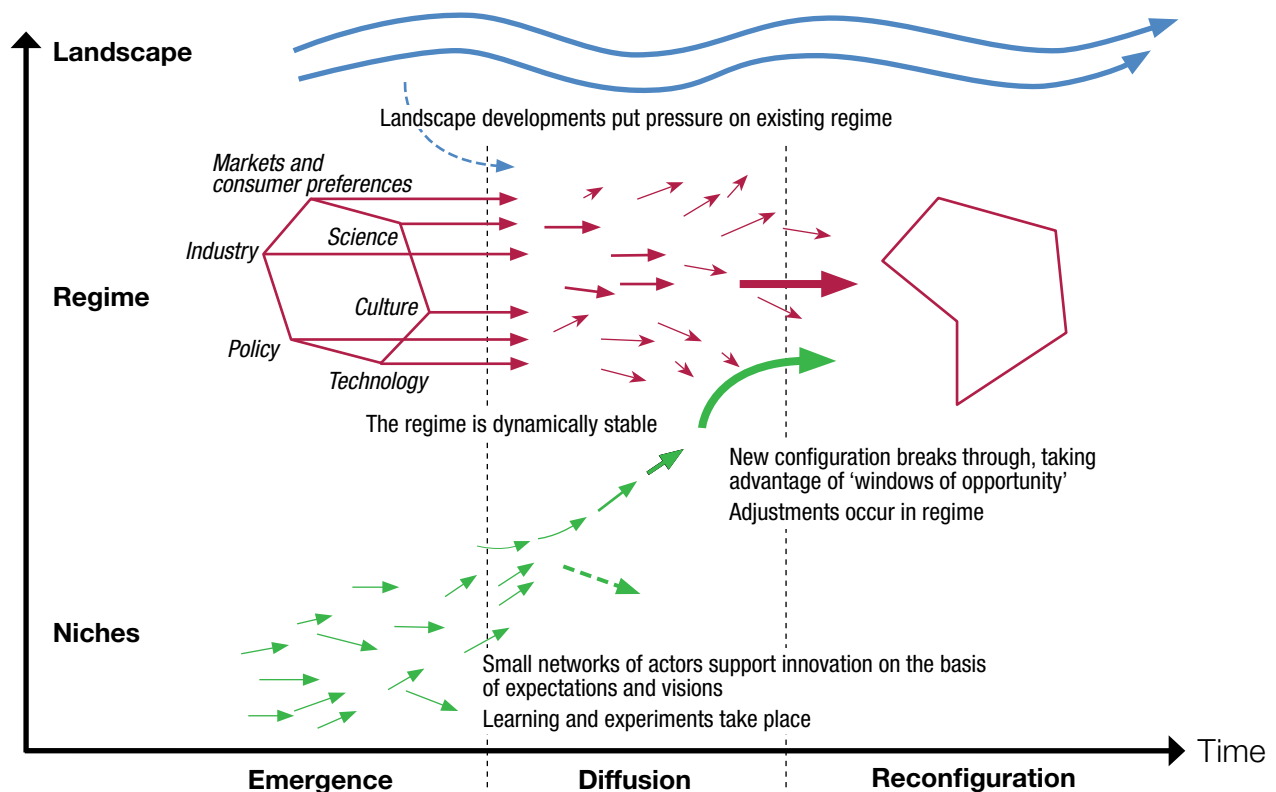 Landscape
Landscape developments put pressure on existing regime
Markets and
consumer preferences
Science
Industry
Regime
Culture
Policy
Technology
The regime is dynamically stable
New configuration breaks through, taking
advantage of ‘windows of opportunity’
Adjustments occur in regime
Niches
Small networks of actors support innovation on the basis
of expectations and visions
Learning and experiments take place
Time
Emergence
Diffusion
Reconfiguration